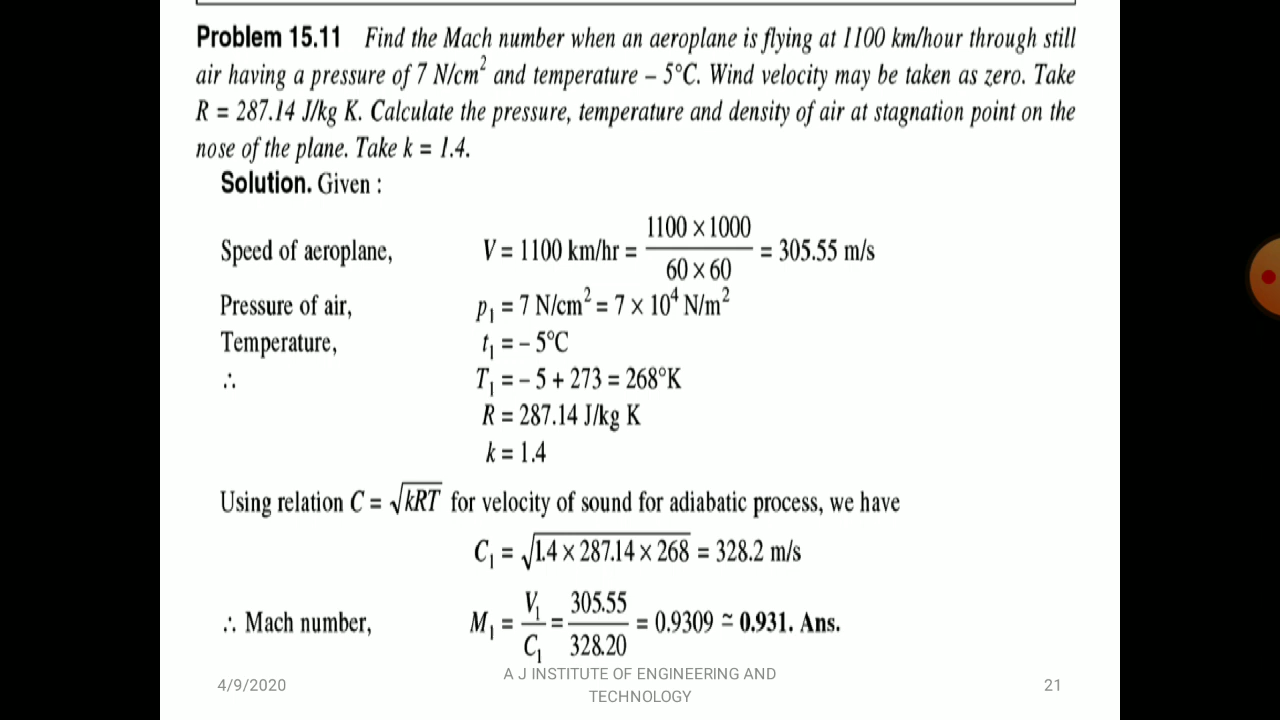 Problem 15.11 Find the Mach number when an aeroplane is flying at 1100 km/hour through still
air having a pressure of 7 N/cm² and temperature – 5°C. Wind velocity may be taken as zero. Take
R = 287.14 J/kg K. Calculate the pressure, temperature and density of air at stagnation point on the
nose of the plane. Take k = 1.4.
Solution. Given :
Speed of aeroplane, V = 1100 km/hr = (1100 × 1000)/(60 × 60) = 305.55 m/s
Pressure of air, p₁ = 7 N/cm² = 7 × 10⁴ N/m²
Temperature, t₁ = – 5°C
∴ T₁ = – 5 + 273 = 268°K
R = 287.14 J/kg K
k = 1.4
Using relation C = √kRT for velocity of sound for adiabatic process, we have
C₁ = √1.4 × 287.14 × 268 = 328.2 m/s
∴ Mach number, M₁ = V₁/C₁ = 305.55/328.20 = 0.9309 ≃ 0.931. Ans.
4/9/2020
A J INSTITUTE OF ENGINEERING AND
TECHNOLOGY
21